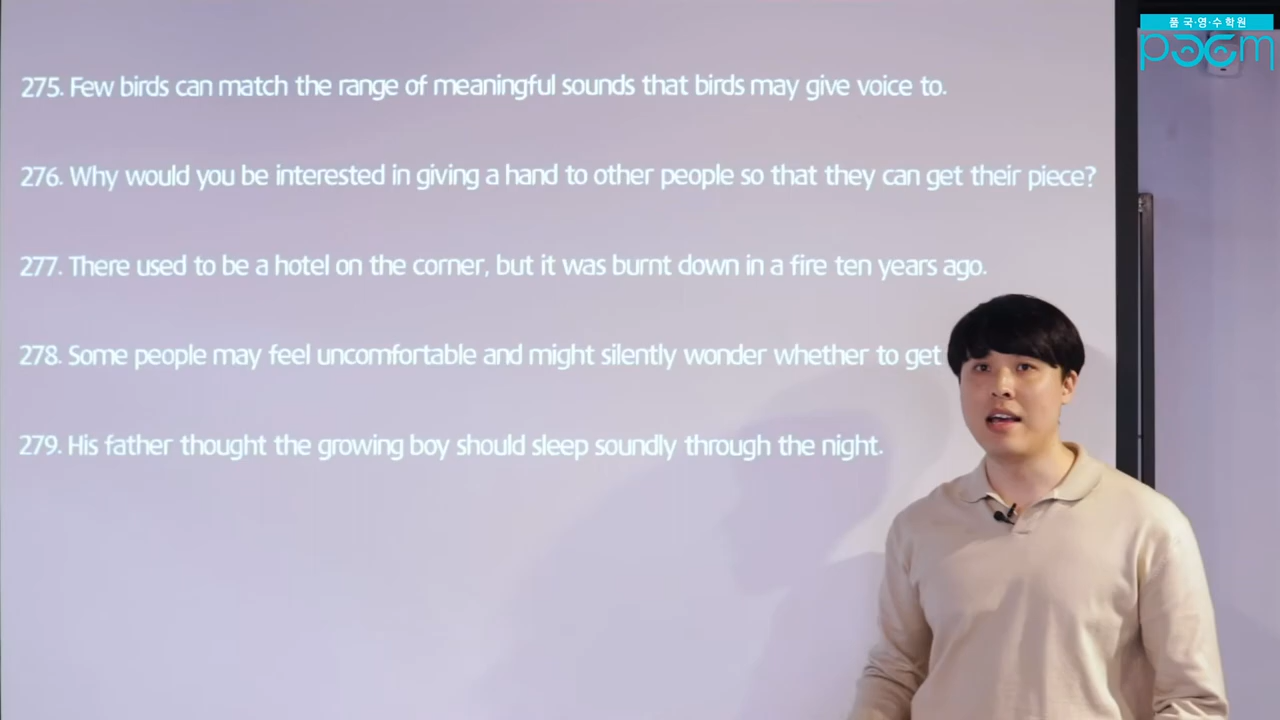 품 국·영·수 학원
poem
275. Few birds can match the range of meaningful sounds that birds may give voice to.
276. Why would you be interested in giving a hand to other people so that they can get their piece?
277. There used to be a hotel on the corner, but it was burnt down in a fire ten years ago.
278. Some people may feel uncomfortable and might silently wonder whether to get
279. His father thought the growing boy should sleep soundly through the night.